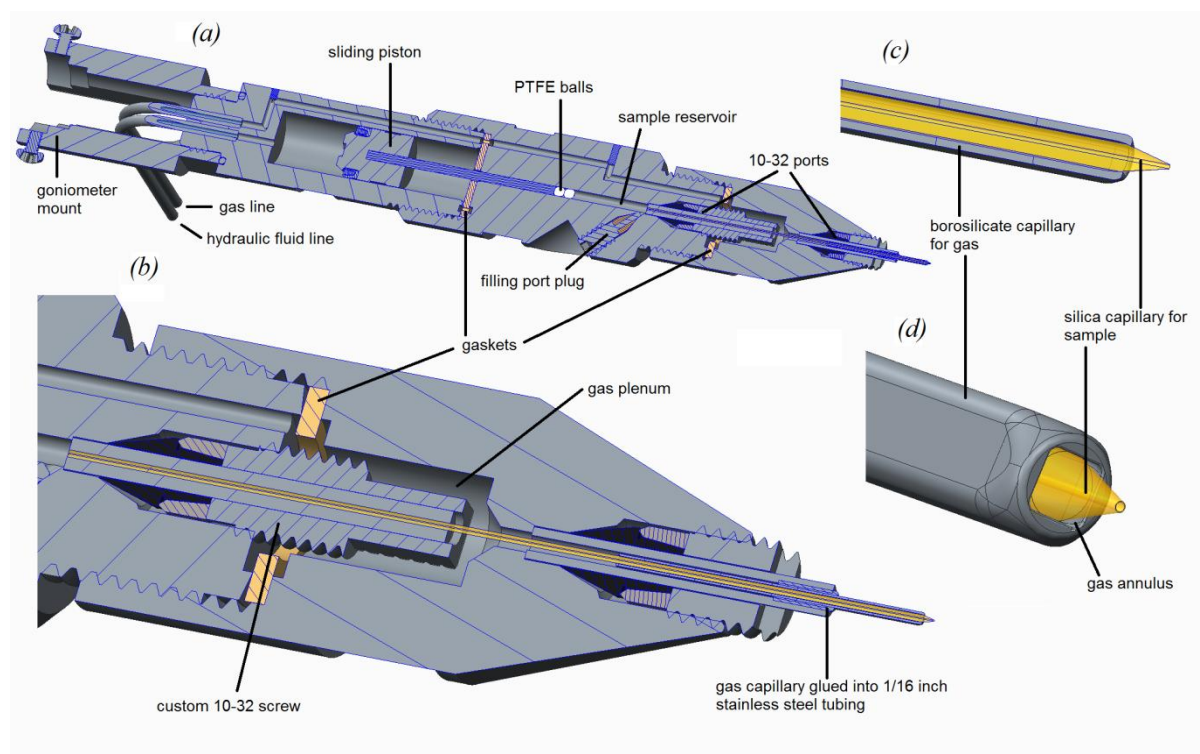 (a)
sliding piston
PTFE balls
sample reservoir
10-32 ports
goniometer
mount
gas line
hydraulic fluid line
filling port plug
gaskets
(b)
gas plenum
custom 10-32 screw
gas capillary glued into 1/16 inch
stainless steel tubing
(c)
borosilicate capillary
for gas
silica capillary for
sample
(d)
gas annulus